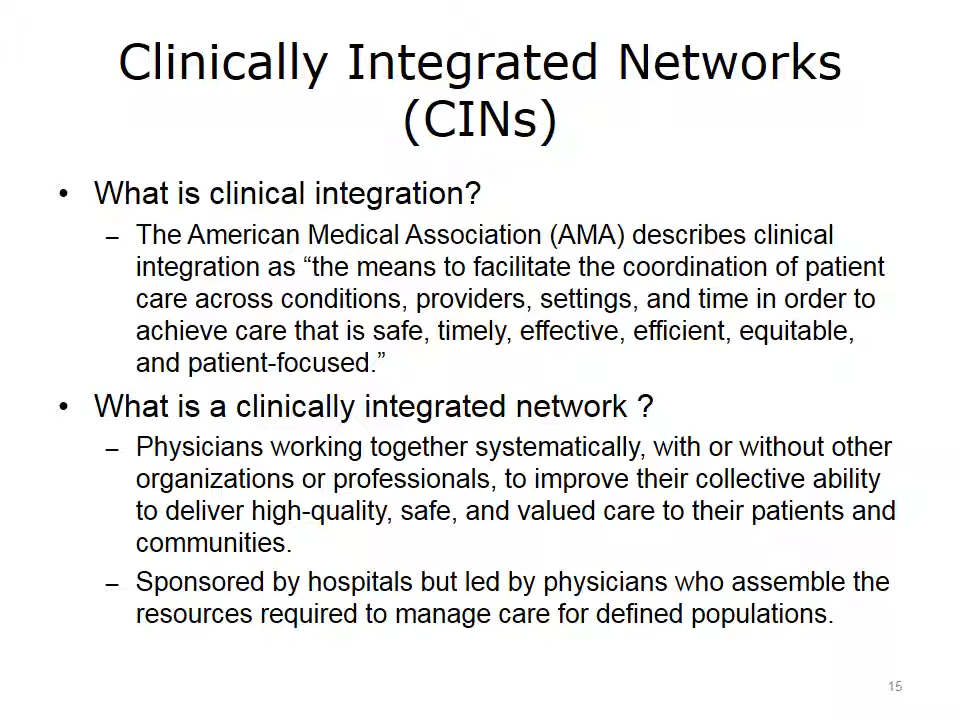 Clinically Integrated Networks
(CINs)
• What is clinical integration?
– The American Medical Association (AMA) describes clinical
integration as “the means to facilitate the coordination of patient
care across conditions, providers, settings, and time in order to
achieve care that is safe, timely, effective, efficient, equitable,
and patient-focused.”
• What is a clinically integrated network ?
– Physicians working together systematically, with or without other
organizations or professionals, to improve their collective ability
to deliver high-quality, safe, and valued care to their patients and
communities.
– Sponsored by hospitals but led by physicians who assemble the
resources required to manage care for defined populations.
15